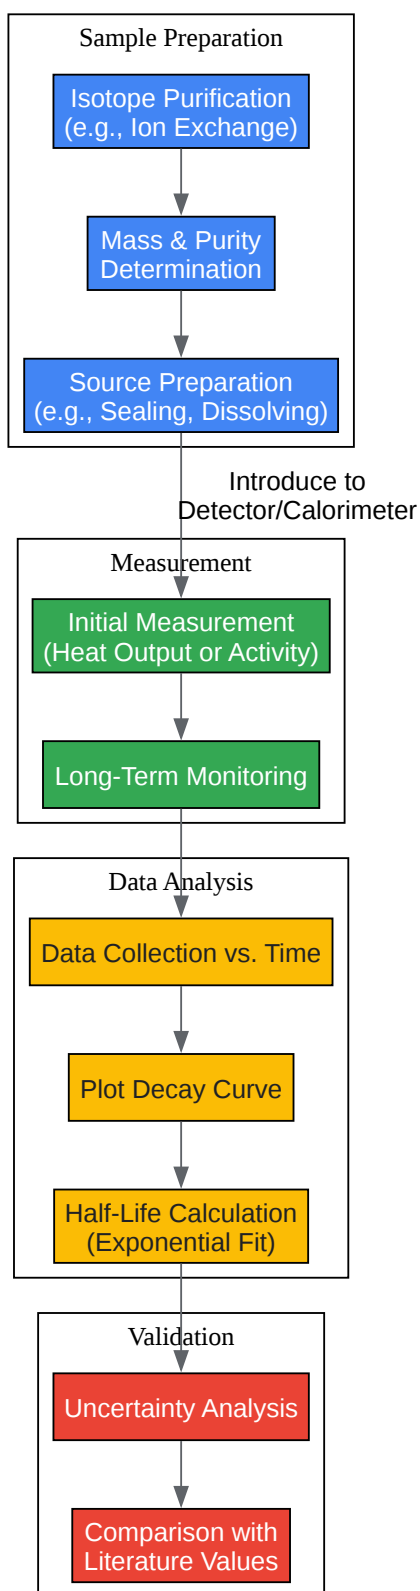 Sample Preparation
Isotope Purification
(e.g., Ion Exchange)
Mass & Purity
Determination
Source Preparation
(e.g., Sealing, Dissolving)
Introduce to
Detector/Calorimeter
Measurement
Initial Measurement
(Heat Output or Activity)
Long-Term Monitoring
Data Analysis
Data Collection vs. Time
Plot Decay Curve
Half-Life Calculation
(Exponential Fit)
Validation
Uncertainty Analysis
Comparison with
Literature Values